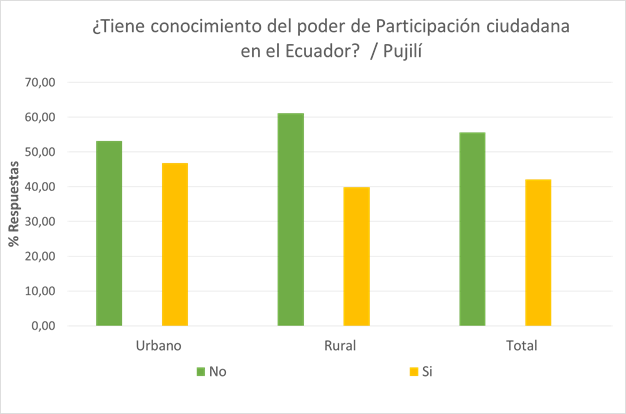 ¿Tiene conocimiento del poder de Participación ciudadana
en el Ecuador?  / Pujilí
% Respuestas
70,00
60,00
50,00
40,00
30,00
20,00
10,00
0,00
Urbano Rural Total
No Si